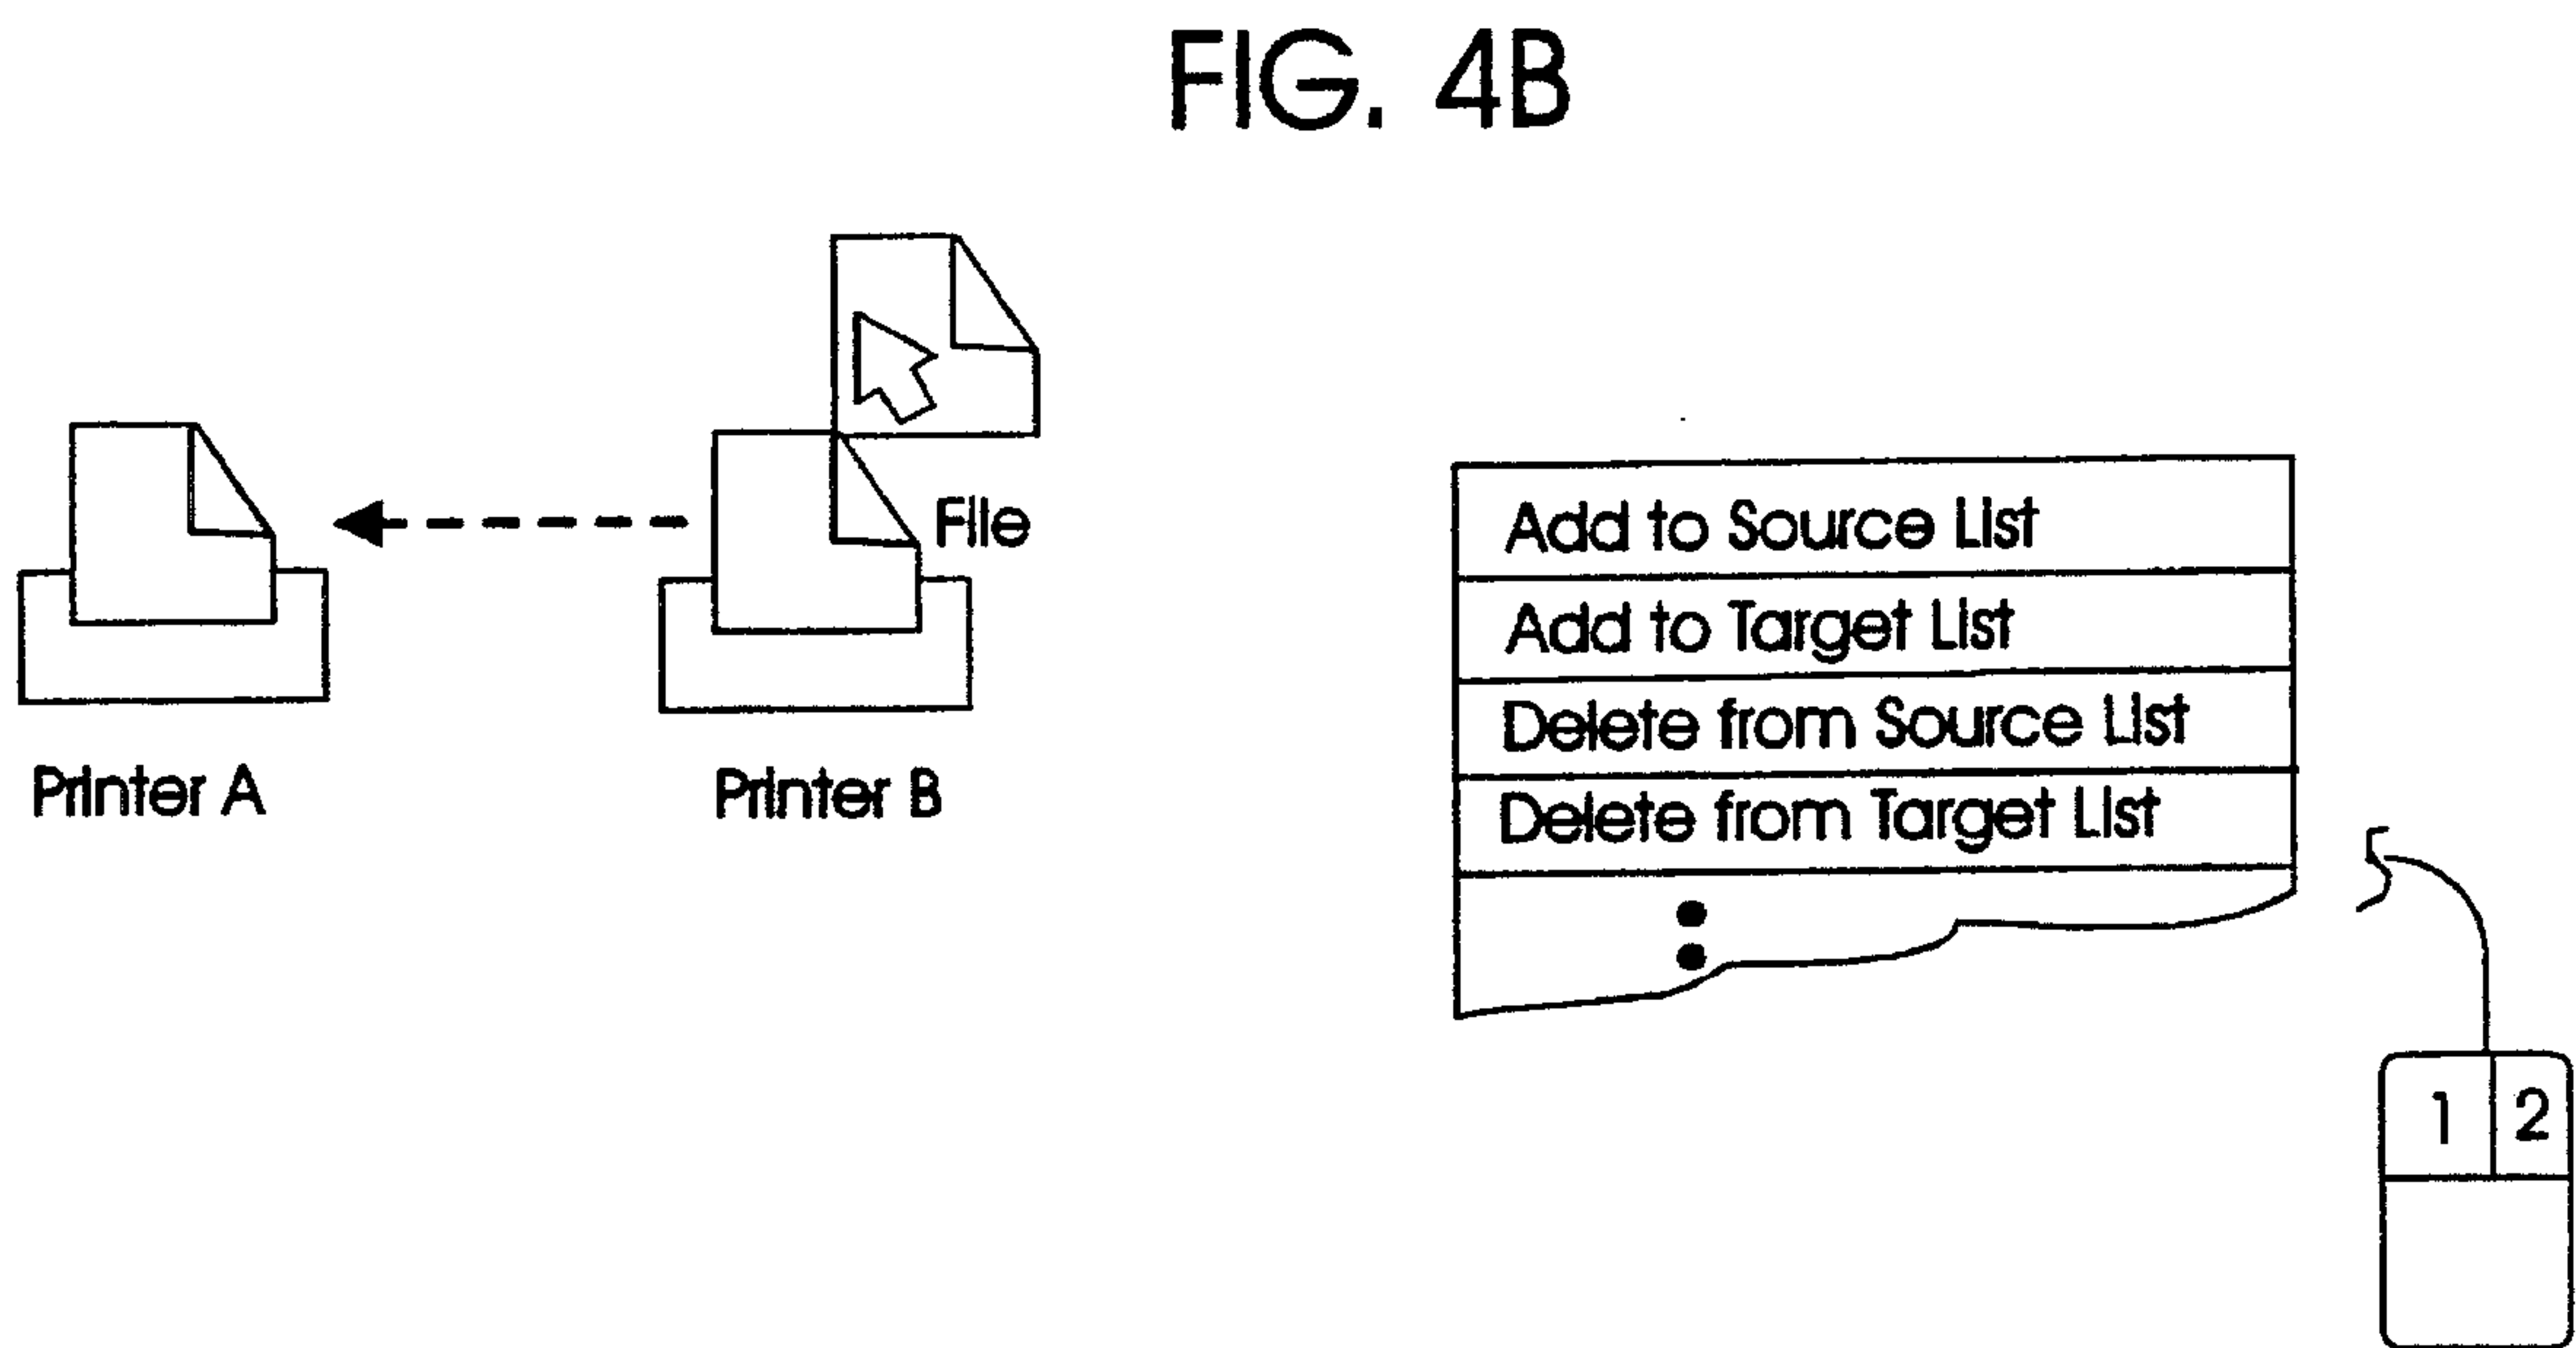 FIG. 4B
File
Printer A
Printer B
Add to Source List
Add to Target List
Delete from Source List
Delete from Target List
1
2